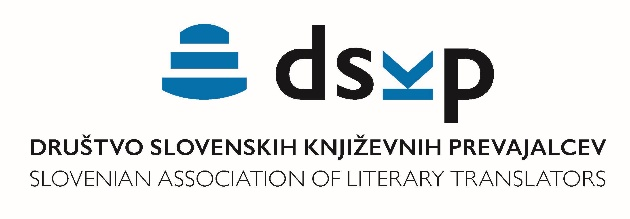 dskp
DRUŠTVO SLOVENSKIH KNJIŽEVNIH PREVAJALCEV
SLOVENIAN ASSOCIATION OF LITERARY TRANSLATORS